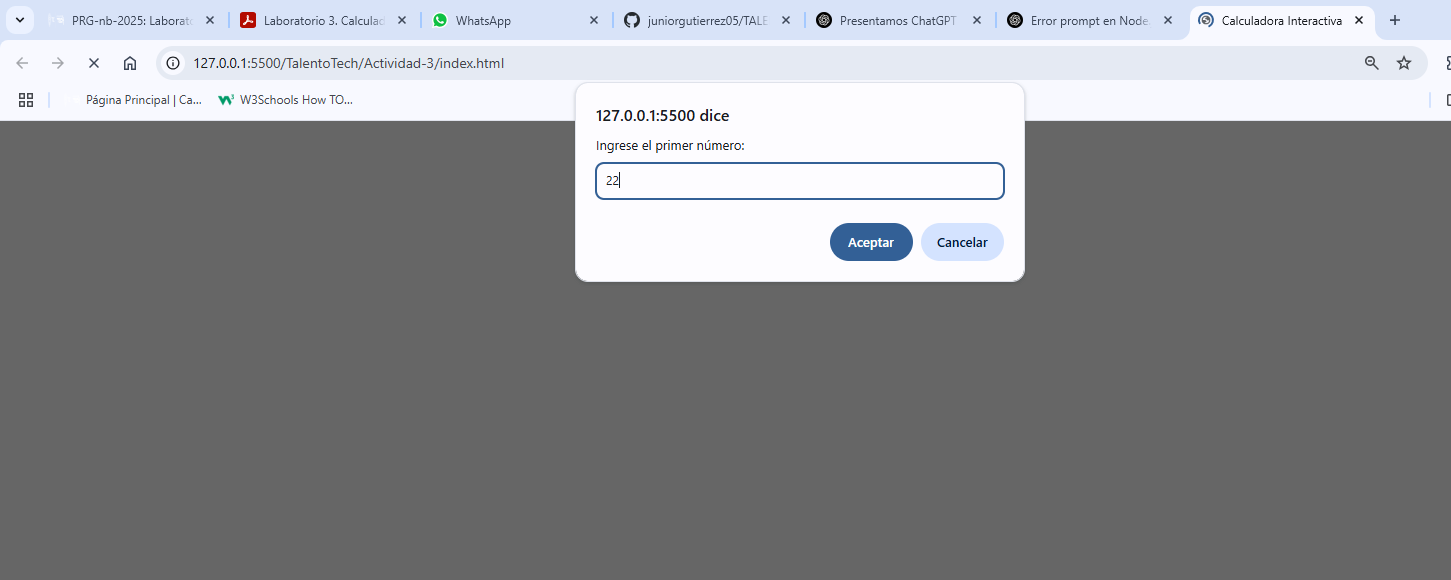 PRG-nb-2025: Laborato
Laboratorio 3. Calculad
WhatsApp
juniorgutierrez05/TALE
Presentamos ChatGPT
Error prompt en Node.
Calculadora Interactiva
127.0.0.1:5500/TalentoTech/Actividad-3/index.html
Página Principal | Ca...
W3Schools How TO...
127.0.0.1:5500 dice
Ingrese el primer número:
22
Aceptar
Cancelar